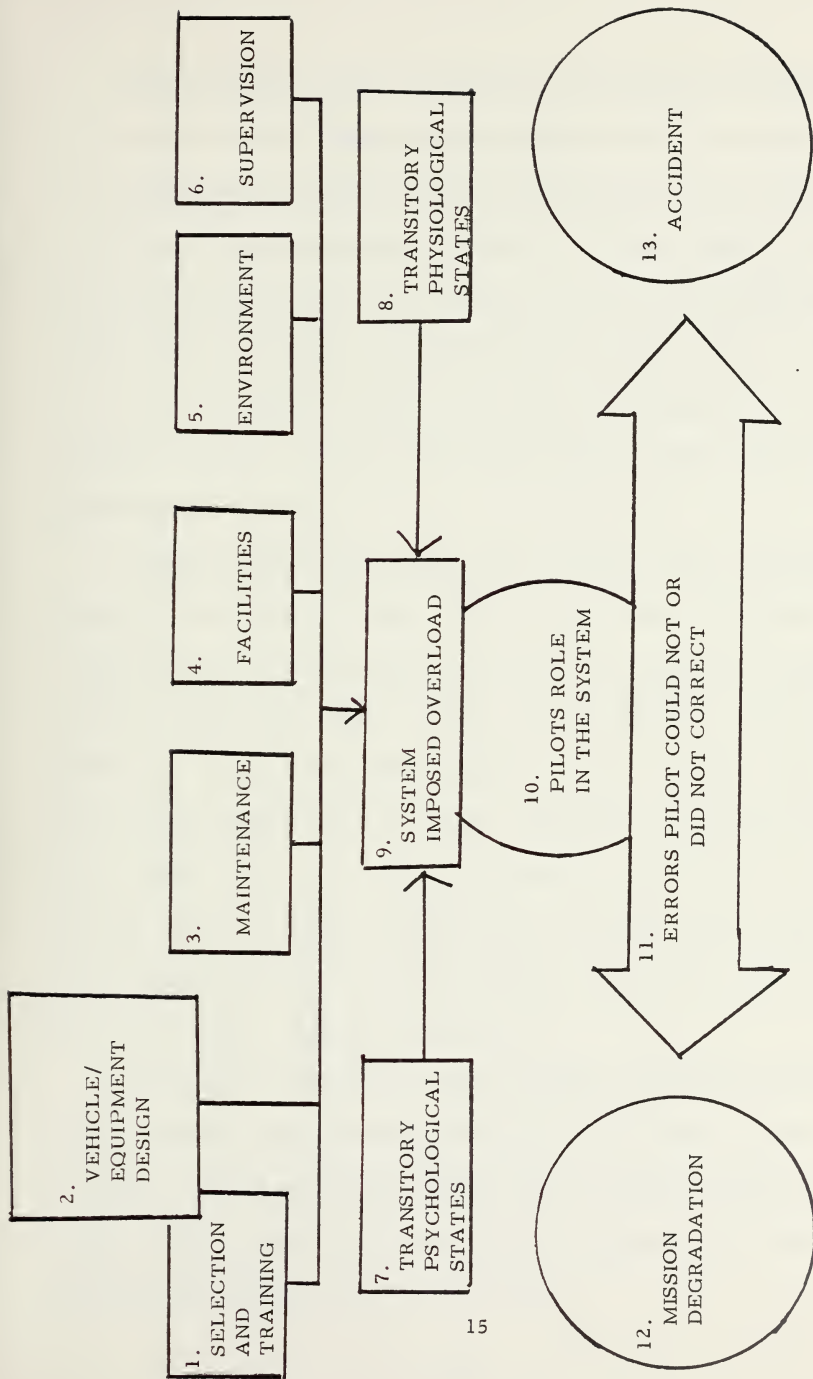 1.
SELECTION
AND
TRAINING
2.
VEHICLE/
EQUIPMENT
DESIGN
3.
MAINTENANCE
4.
FACILITIES
5.
ENVIRONMENT
6.
SUPERVISION
7.
TRANSITORY
PSYCHOLOGICAL
STATES
8.
TRANSITORY
PHYSIOLOGICAL
STATES
9.
SYSTEM
IMPOSED OVERLOAD
10.
PILOTS ROLE
IN THE SYSTEM
11.
ERRORS PILOT COULD NOT OR
DID NOT CORRECT
12.
MISSION
DEGRADATION
13.
ACCIDENT
15